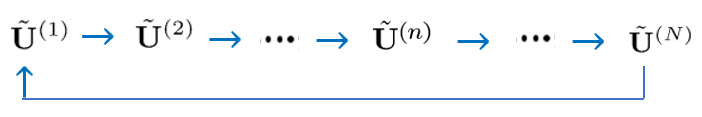 Ũ⁽¹⁾ → Ũ⁽²⁾ → ••• → Ũ⁽ⁿ⁾ → ••• → Ũ⁽ᴺ⁾